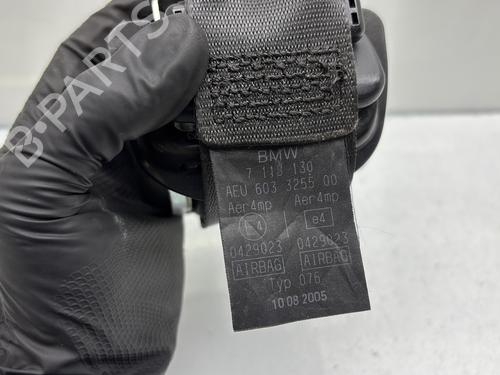 B-PARTS
BMW
7 113 130
AEU 603 3255 00
Aer4mp Aer4mp
E4 e4
0429023 0429023
AIRBAG AIRBAG
Typ 076
10.08.2005